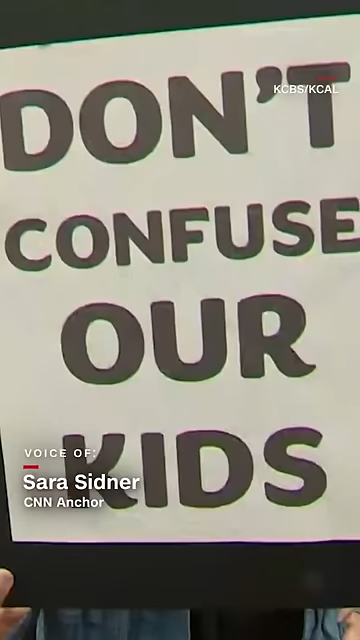 KCBS/KCAL
DON'T
CONFUSE
OUR
KIDS
VOICE OF:
Sara Sidner
CNN Anchor